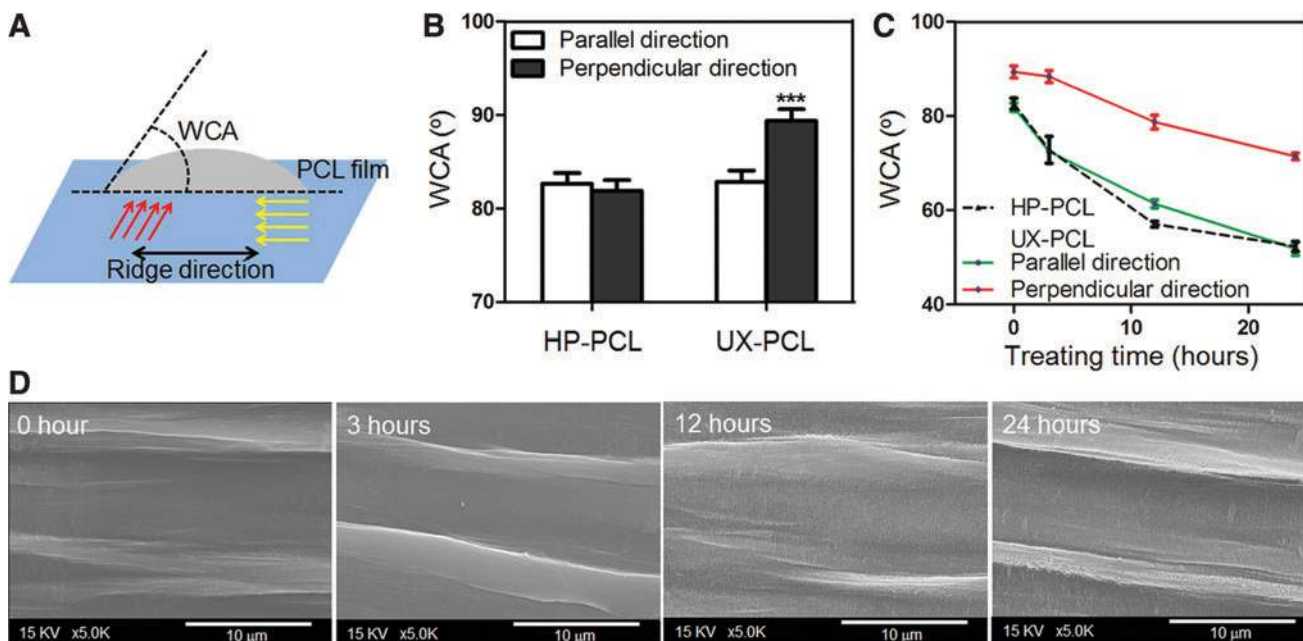 A
WCA
PCL film
Ridge direction
B
100
90
80
70
WCA (º)
Parallel direction
Perpendicular direction
***
HP-PCL
UX-PCL
C
100
80
60
40
WCA (º)
HP-PCL
UX-PCL
Parallel direction
Perpendicular direction
0
10
20
Treating time (hours)
D
0 hour
15 KV x5.0K
10 µm
3 hours
15 KV x5.0K
10 µm
12 hours
15 KV x5.0K
10 µm
24 hours
15 KV x5.0K
10 µm